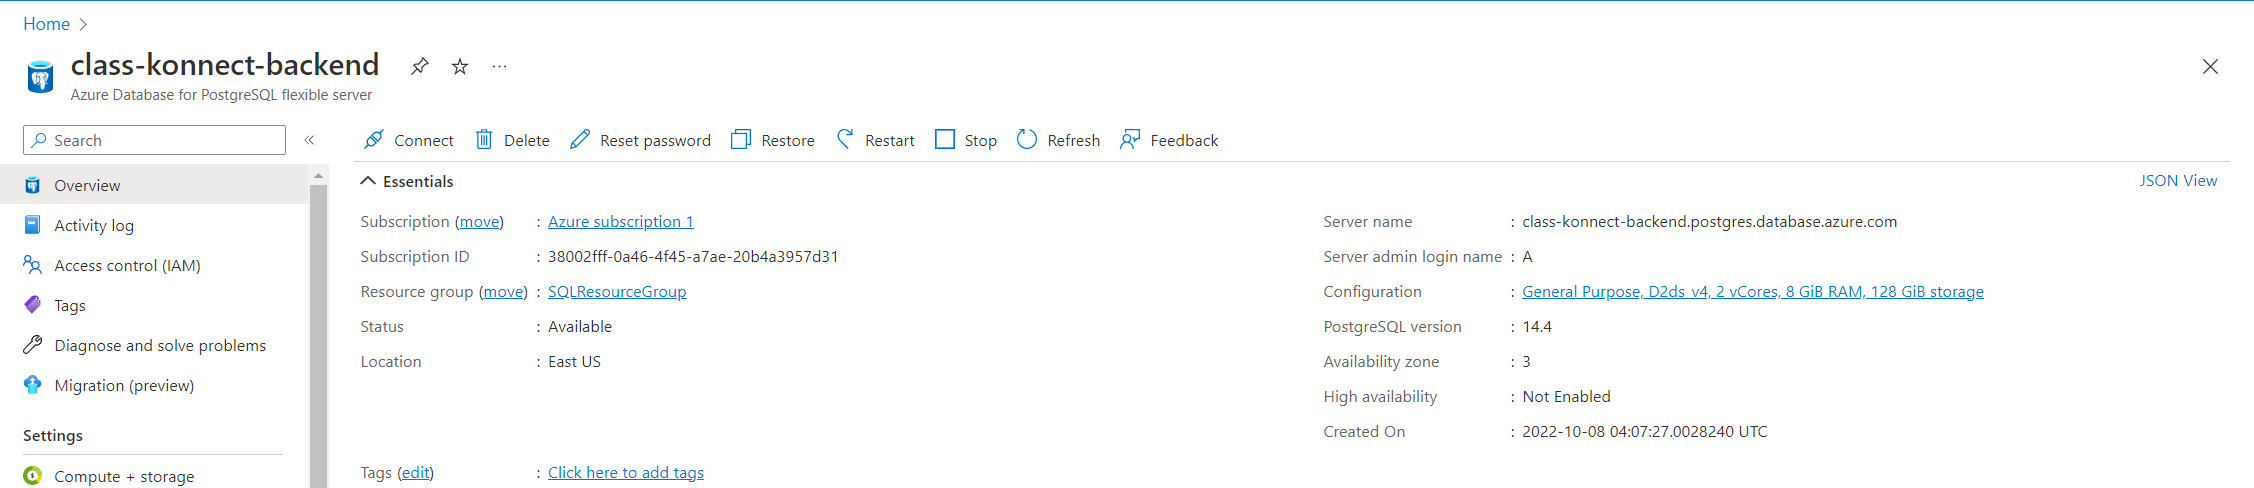 Home
class-konnect-backend
Azure Database for PostgreSQL flexible server
Search
Connect Delete Reset password Restore Restart Stop Refresh Feedback
Overview
Activity log
Access control (IAM)
Tags
Diagnose and solve problems
Migration (preview)
Settings
Compute + storage
Essentials
JSON View
Subscription (move) : Azure subscription 1
Subscription ID : 38002fff-0a46-4f45-a7ae-20b4a3957d31
Resource group (move) : SQLResourceGroup
Status : Available
Location : East US
Server name : class-konnect-backend.postgres.database.azure.com
Server admin login name : A
Configuration : General Purpose, D2ds_v4, 2 vCores, 8 GiB RAM, 128 GiB storage
PostgreSQL version : 14.4
Availability zone : 3
High availability : Not Enabled
Created On : 2022-10-08 04:07:27.0028240 UTC
Tags (edit) : Click here to add tags